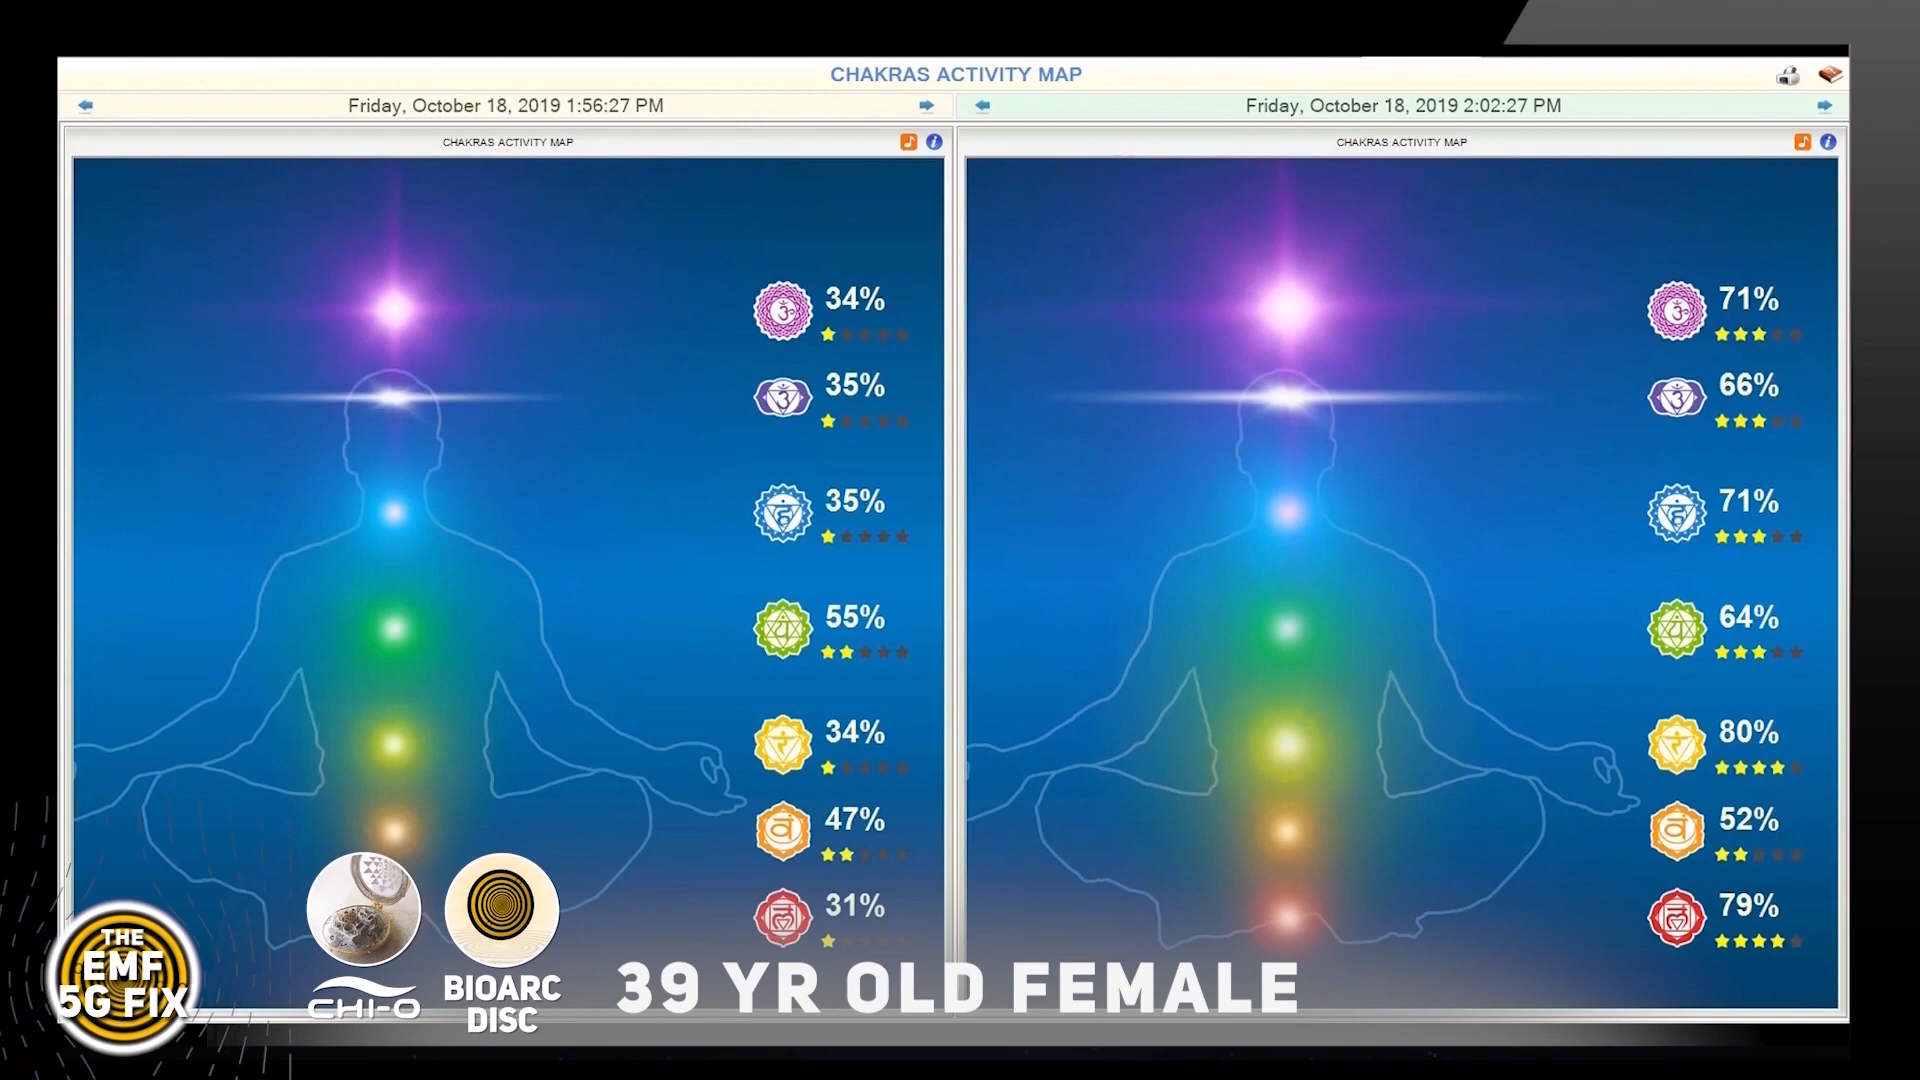 CHAKRAS ACTIVITY MAP
Friday, October 18, 2019 1:56:27 PM
Friday, October 18, 2019 2:02:27 PM
CHAKRAS ACTIVITY MAP
CHAKRAS ACTIVITY MAP
34%
35%
35%
55%
34%
47%
31%
71%
66%
71%
64%
80%
52%
79%
THE
EMF
5G FIX
CHI-O
BIOARC
DISC
39 YR OLD FEMALE